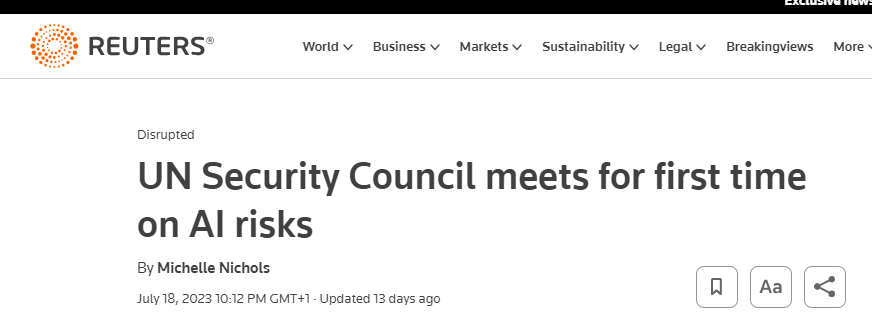 Exclusive news
REUTERS®
World Business Markets Sustainability Legal Breakingviews More
Disrupted
UN Security Council meets for first time
on AI risks
By Michelle Nichols
July 18, 2023 10:12 PM GMT+1 · Updated 13 days ago
Aa